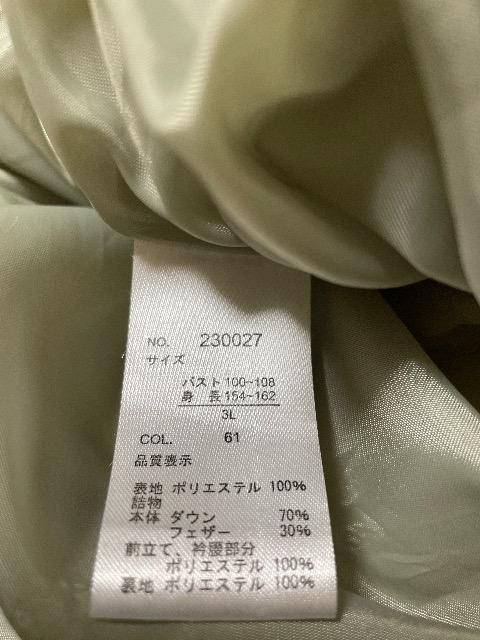 NO. 230027
サイズ
バスト 100~108
身 長 154~162
3L
COL. 61
品質表示
表地 ポリエステル 100%
詰物
本体 ダウン 70%
フェザー 30%
前立て、衿腰部分
ポリエステル 100%
裏地 ポリエステル 100%